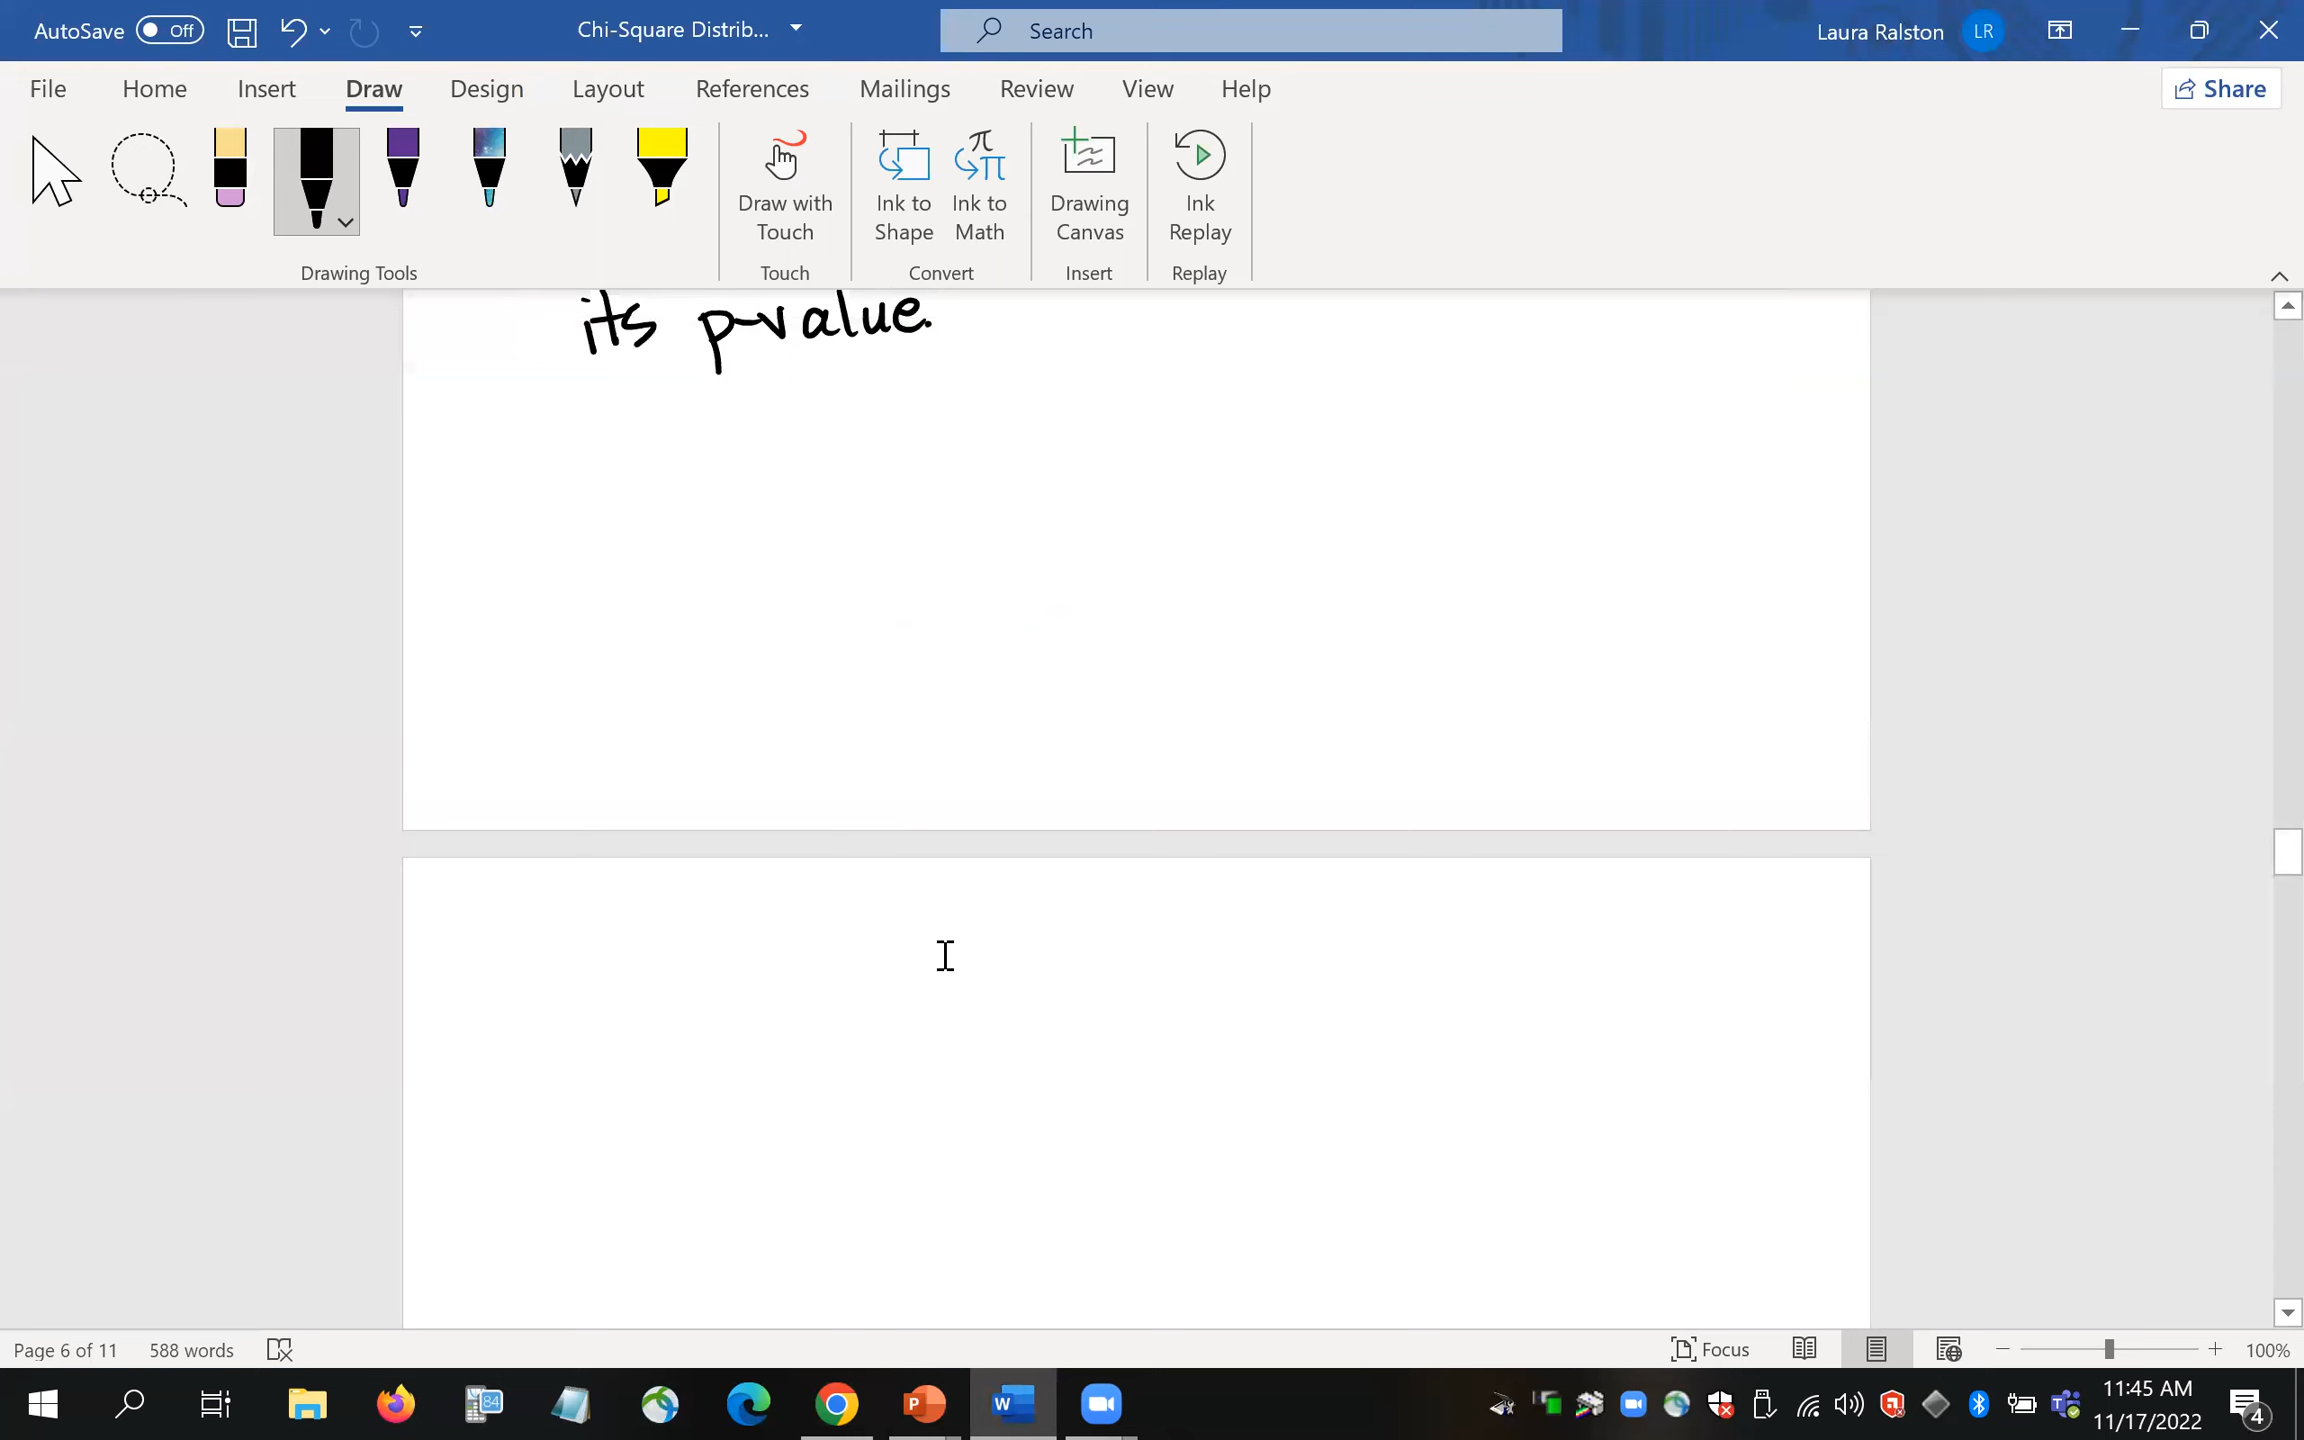 AutoSave Off Chi-Square Distrib... Search Laura Ralston LR
File Home Insert Draw Design Layout References Mailings Review View Help Share
Draw with Touch
Ink to Shape
Ink to Math
Drawing Canvas
Ink Replay
Drawing Tools Touch Convert Insert Replay
its p-value.
Page 6 of 11 588 words Focus 100%
84 P W 11:45 AM
11/17/2022 4